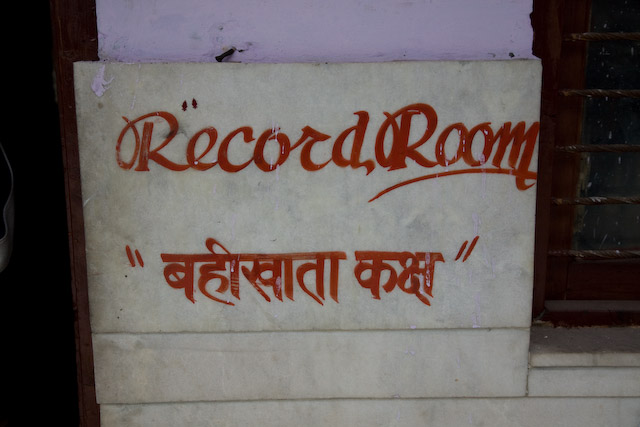 "Record, Room
" बहीखाता कक्ष "